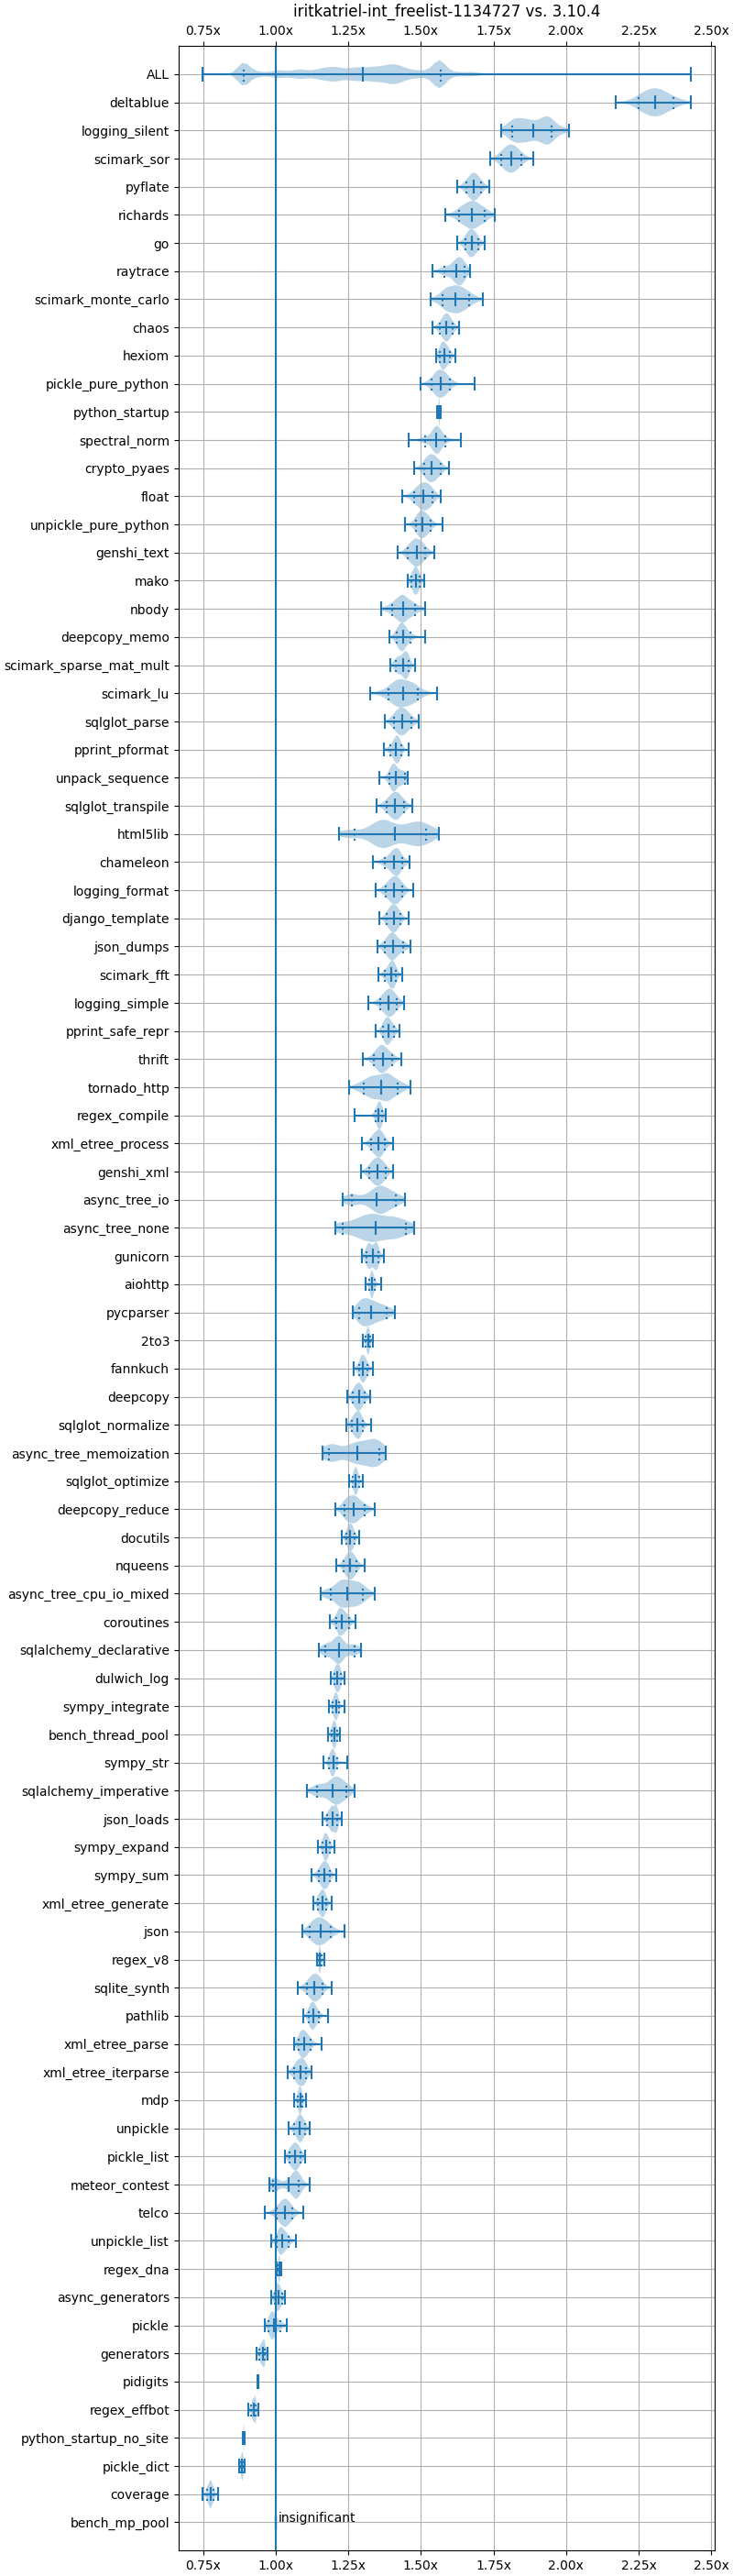 iritkatriel-int_freelist-1134727 vs. 3.10.4
0.75x 1.00x 1.25x 1.50x 1.75x 2.00x 2.25x 2.50x
ALL
deltablue
logging_silent
scimark_sor
pyflate
richards
go
raytrace
scimark_monte_carlo
chaos
hexiom
pickle_pure_python
python_startup
spectral_norm
crypto_pyaes
float
unpickle_pure_python
genshi_text
mako
nbody
deepcopy_memo
scimark_sparse_mat_mult
scimark_lu
sqlglot_parse
pprint_pformat
unpack_sequence
sqlglot_transpile
html5lib
chameleon
logging_format
django_template
json_dumps
scimark_fft
logging_simple
pprint_safe_repr
thrift
tornado_http
regex_compile
xml_etree_process
genshi_xml
async_tree_io
async_tree_none
gunicorn
aiohttp
pycparser
2to3
fannkuch
deepcopy
sqlglot_normalize
async_tree_memoization
sqlglot_optimize
deepcopy_reduce
docutils
nqueens
async_tree_cpu_io_mixed
coroutines
sqlalchemy_declarative
dulwich_log
sympy_integrate
bench_thread_pool
sympy_str
sqlalchemy_imperative
json_loads
sympy_expand
sympy_sum
xml_etree_generate
json
regex_v8
sqlite_synth
pathlib
xml_etree_parse
xml_etree_iterparse
mdp
unpickle
pickle_list
meteor_contest
telco
unpickle_list
regex_dna
async_generators
pickle
generators
pidigits
regex_effbot
python_startup_no_site
pickle_dict
coverage
bench_mp_pool insignificant
0.75x 1.00x 1.25x 1.50x 1.75x 2.00x 2.25x 2.50x